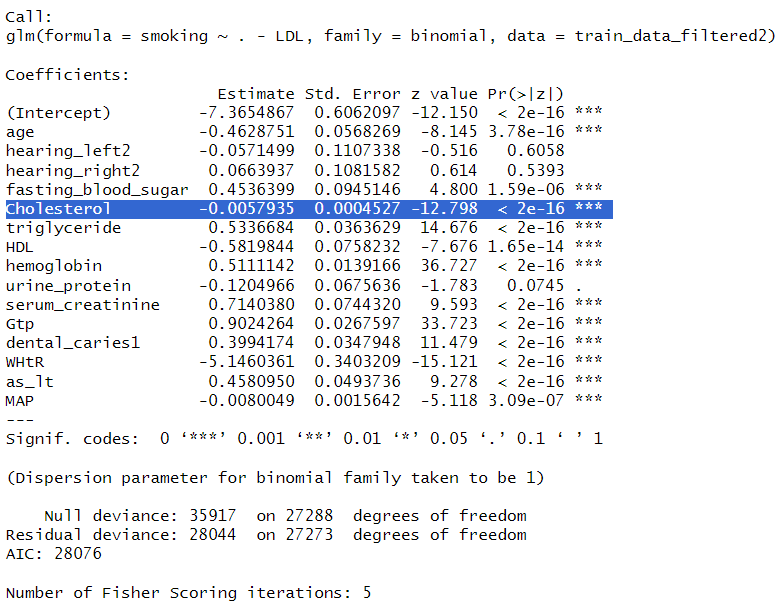 Call:
glm(formula = smoking ~ . - LDL, family = binomial, data = train_data_filtered2)
Coefficients:
Estimate Std. Error z value Pr(>|z|)
(Intercept) -7.3654867 0.6062097 -12.150 < 2e-16 ***
age -0.4628751 0.0568269 -8.145 3.78e-16 ***
hearing_left2 -0.0571499 0.1107338 -0.516 0.6058
hearing_right2 0.0663937 0.1081582 0.614 0.5393
fasting_blood_sugar 0.4536399 0.0945146 4.800 1.59e-06 ***
Cholesterol -0.0057935 0.0004527 -12.798 < 2e-16 ***
triglyceride 0.5336684 0.0363629 14.676 < 2e-16 ***
HDL -0.5819844 0.0758232 -7.676 1.65e-14 ***
hemoglobin 0.5111142 0.0139166 36.727 < 2e-16 ***
urine_protein -0.1204966 0.0675636 -1.783 0.0745 .
serum_creatinine 0.7140380 0.0744320 9.593 < 2e-16 ***
Gtp 0.9024264 0.0267597 33.723 < 2e-16 ***
dental_caries1 0.3994174 0.0347948 11.479 < 2e-16 ***
WHtR -5.1460361 0.3403209 -15.121 < 2e-16 ***
as_lt 0.4580950 0.0493736 9.278 < 2e-16 ***
MAP -0.0080049 0.0015642 -5.118 3.09e-07 ***
---
Signif. codes: 0 ‘***’ 0.001 ‘**’ 0.01 ‘*’ 0.05 ‘.’ 0.1 ‘ ’ 1
(Dispersion parameter for binomial family taken to be 1)
Null deviance: 35917 on 27288 degrees of freedom
Residual deviance: 28044 on 27273 degrees of freedom
AIC: 28076
Number of Fisher Scoring iterations: 5